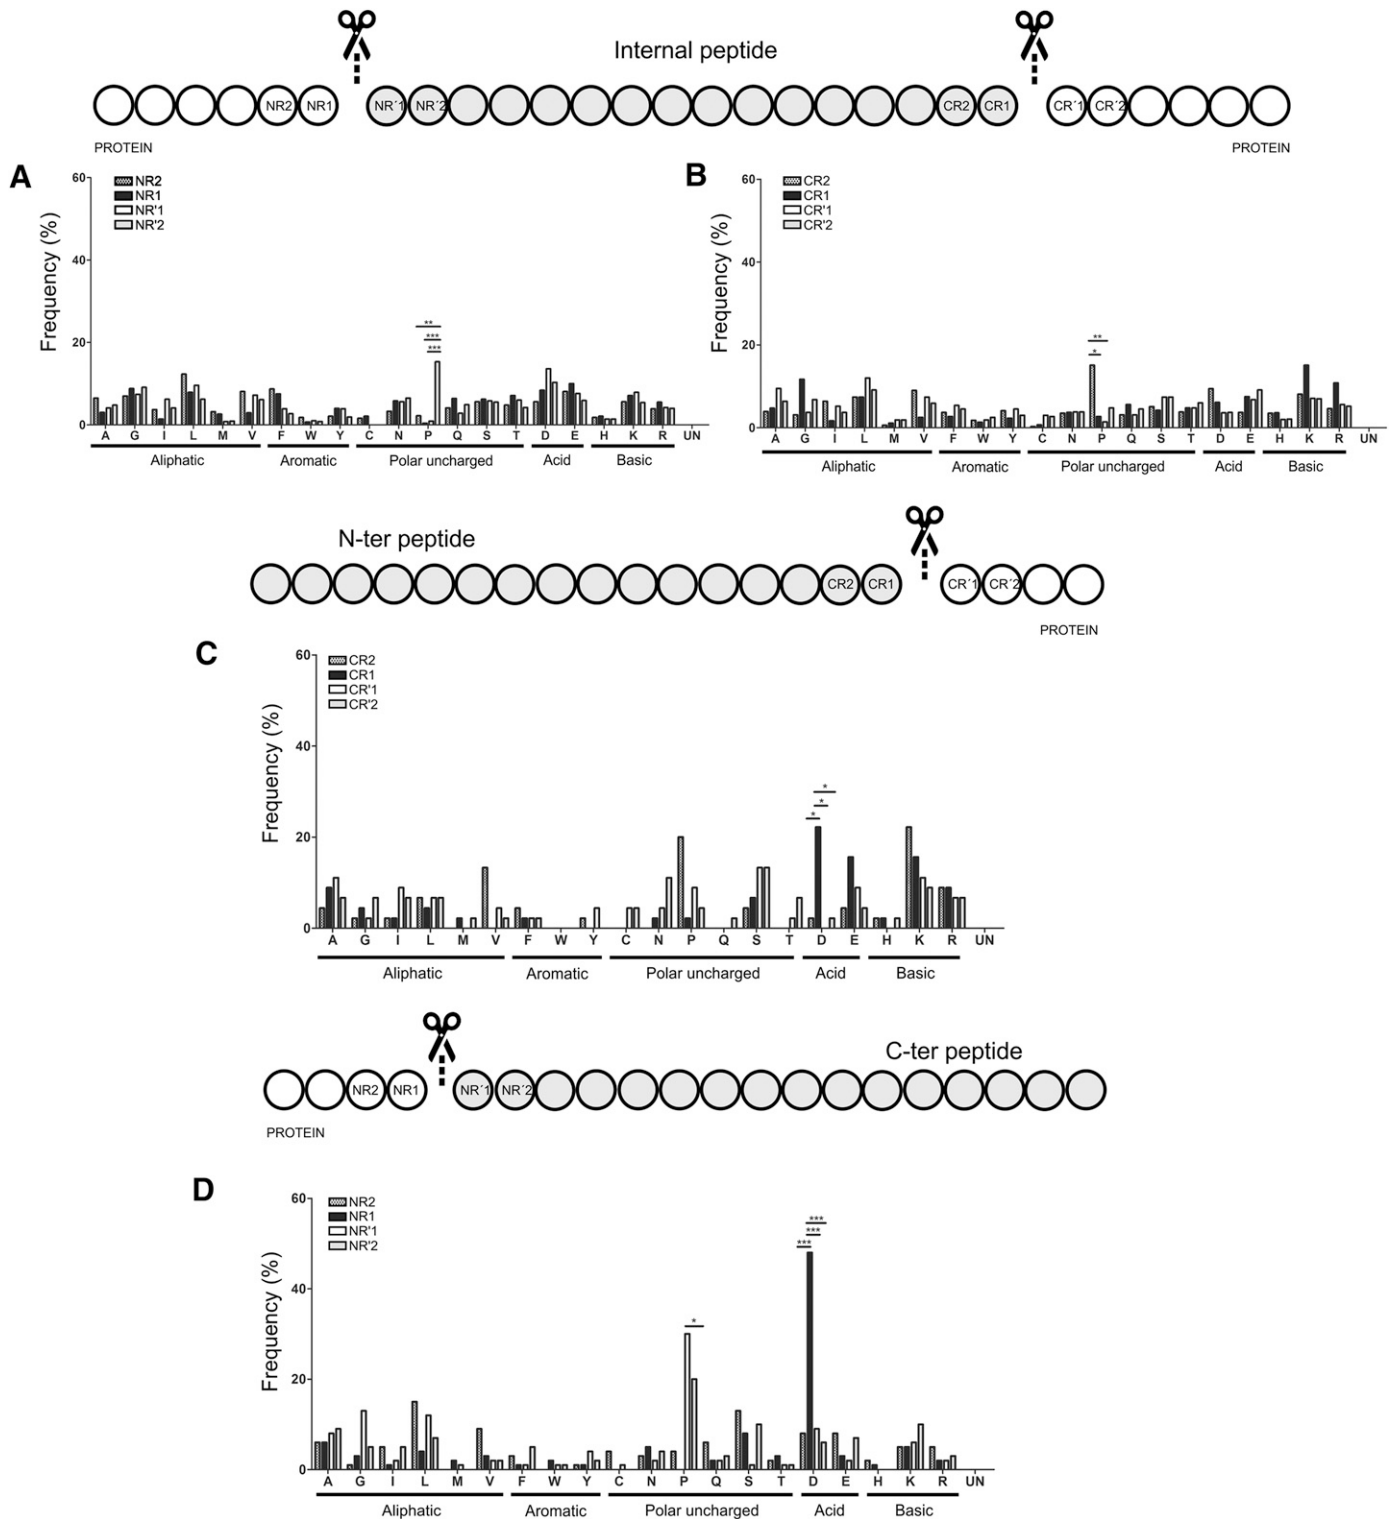 Internal peptide
NR2 NR1 NR´1 NR´2 CR2 CR1 CR´1 CR´2
PROTEIN PROTEIN
A
Frequency (%)
60
40
20
0
NR2
NR1
NR'1
NR'2
**
***
***
A G I L M V F W Y C N P Q S T D E H K R UN
Aliphatic Aromatic Polar uncharged Acid Basic
B
Frequency (%)
60
40
20
0
CR2
CR1
CR'1
CR'2
**
*
A G I L M V F W Y C N P Q S T D E H K R UN
Aliphatic Aromatic Polar uncharged Acid Basic
N-ter peptide
CR2 CR1 CR´1 CR´2
PROTEIN
C
Frequency (%)
60
40
20
0
CR2
CR1
CR'1
CR'2
*
*
*
A G I L M V F W Y C N P Q S T D E H K R UN
Aliphatic Aromatic Polar uncharged Acid Basic
C-ter peptide
NR2 NR1 NR´1 NR´2
PROTEIN
D
Frequency (%)
60
40
20
0
NR2
NR1
NR'1
NR'2
***
***
***
*
A G I L M V F W Y C N P Q S T D E H K R UN
Aliphatic Aromatic Polar uncharged Acid Basic